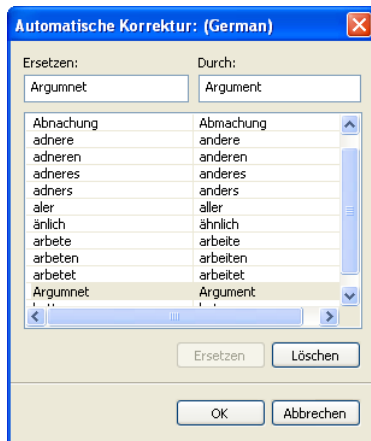 Automatische Korrektur: (German)
Ersetzen: Durch:
Argumnet Argument
Abnachung Abmachung
adnere andere
adneren anderen
adneres anderes
adners anders
aler aller
änlich ähnlich
arbete arbeite
arbeten arbeiten
arbetet arbeitet
Argumnet Argument
Ersetzen Löschen
OK Abbrechen